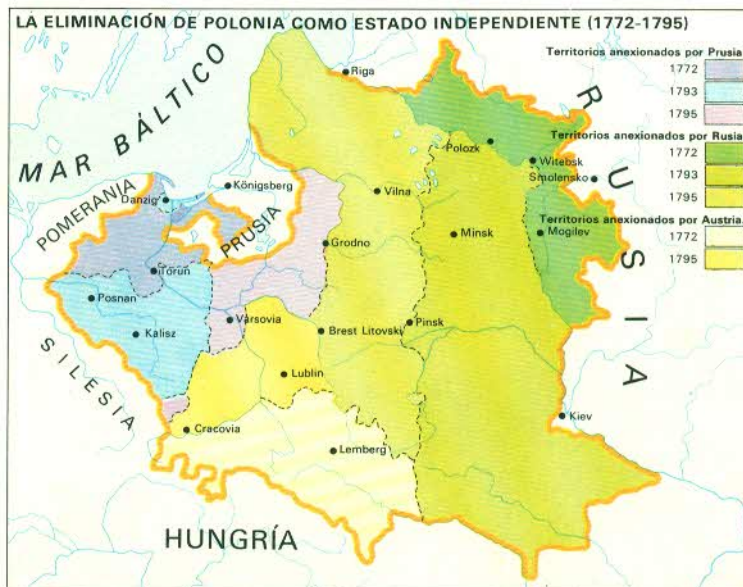 LA ELIMINACIÓN DE POLONIA COMO ESTADO INDEPENDIENTE (1772-1795)
Territorios anexionados por Prusia
1772
1793
1795
Territorios anexionados por Rusia
1772
1793
1795
Territorios anexionados por Austria
1772
1795
MAR BÁLTICO
RUSIA
Riga
Polozk
Witebsk
Smolensko
Königsberg
POMERANIA
Danzig
PRUSIA
Vilna
Minsk
Mogilev
Grodno
Torun
Posnan
Kalisz
Varsovia
Brest Litovski
Pinsk
SILESIA
Lublin
Kiev
Cracovia
Lemberg
HUNGRÍA